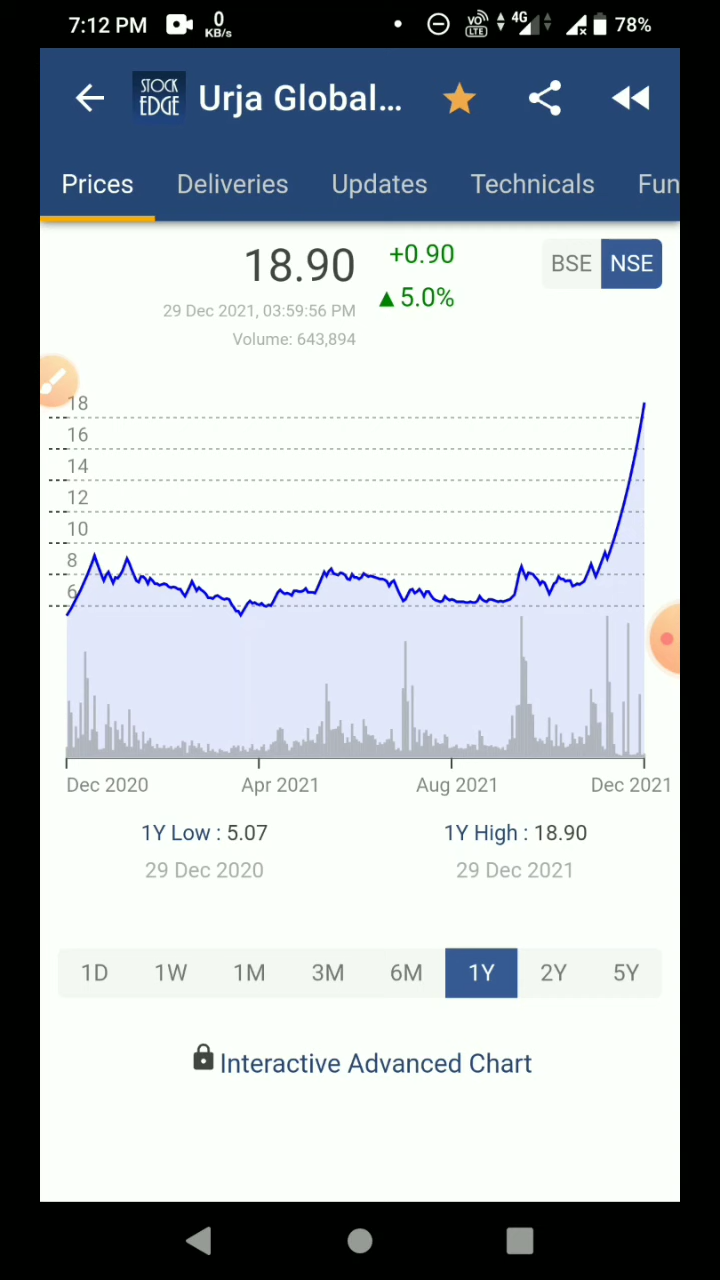 7:12 PM 0 KB/s VO LTE 4G 78%
STOCK EDGE Urja Global...
Prices Deliveries Updates Technicals Fun
18.90 +0.90 BSE NSE
▲5.0%
29 Dec 2021, 03:59:56 PM
Volume: 643,894
18
16
14
12
10
8
6
Dec 2020 Apr 2021 Aug 2021 Dec 2021
1Y Low : 5.07 1Y High : 18.90
29 Dec 2020 29 Dec 2021
1D 1W 1M 3M 6M 1Y 2Y 5Y
Interactive Advanced Chart